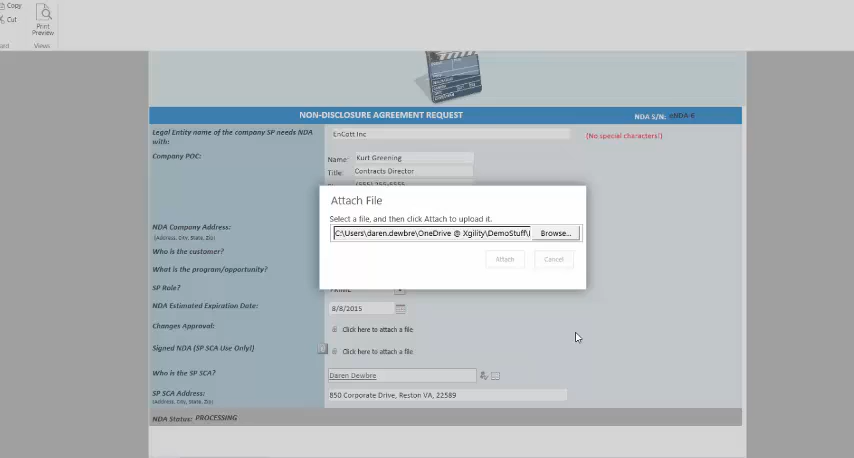 Copy
Cut
Print
Preview
Views
NON-DISCLOSURE AGREEMENT REQUEST
NDA S/N: eNDA-6
Legal Entity name of the company SP needs NDA
with:
EnCott.Inc
(No special characters!)
Company POC:
Name: Kurt Greening
Title: Contracts Director
Attach File
Select a file, and then click Attach to upload it.
C:\Users\daren.dewbre\OneDrive @ Xgility\DemoStuff\
Browse...
Attach
Cancel
NDA Company Address:
(Address, City, State, Zip)
Who is the customer?
What is the program/opportunity?
SP Role?
NDA Estimated Expiration Date:
8/8/2015
Changes Approval:
Click here to attach a file
Signed NDA (SP SCA Use Only!)
Click here to attach a file
Who is the SP SCA?
Daren Dewbre
SP SCA Address:
(Address, City, State, Zip)
850 Corporate Drive, Reston VA, 22589
NDA Status: PROCESSING